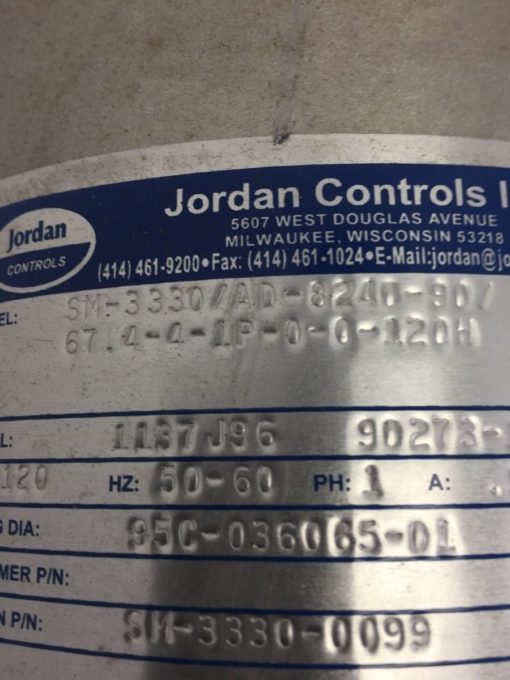 Jordan Controls I
5607 WEST DOUGLAS AVENUE
MILWAUKEE, WISCONSIN 53218
(414) 461-9200•Fax: (414) 461-1024•E-Mail:jordan@jo
Jordan
CONTROLS
EL: SM-3330/AD-8240-90/
67.4-4-1P-0-0-120H
L: 1137J96 90273-
120 HZ: 50-60 PH: 1 A: .
G DIA: 95C-036065-01
MER P/N:
N P/N: SM-3330-0099